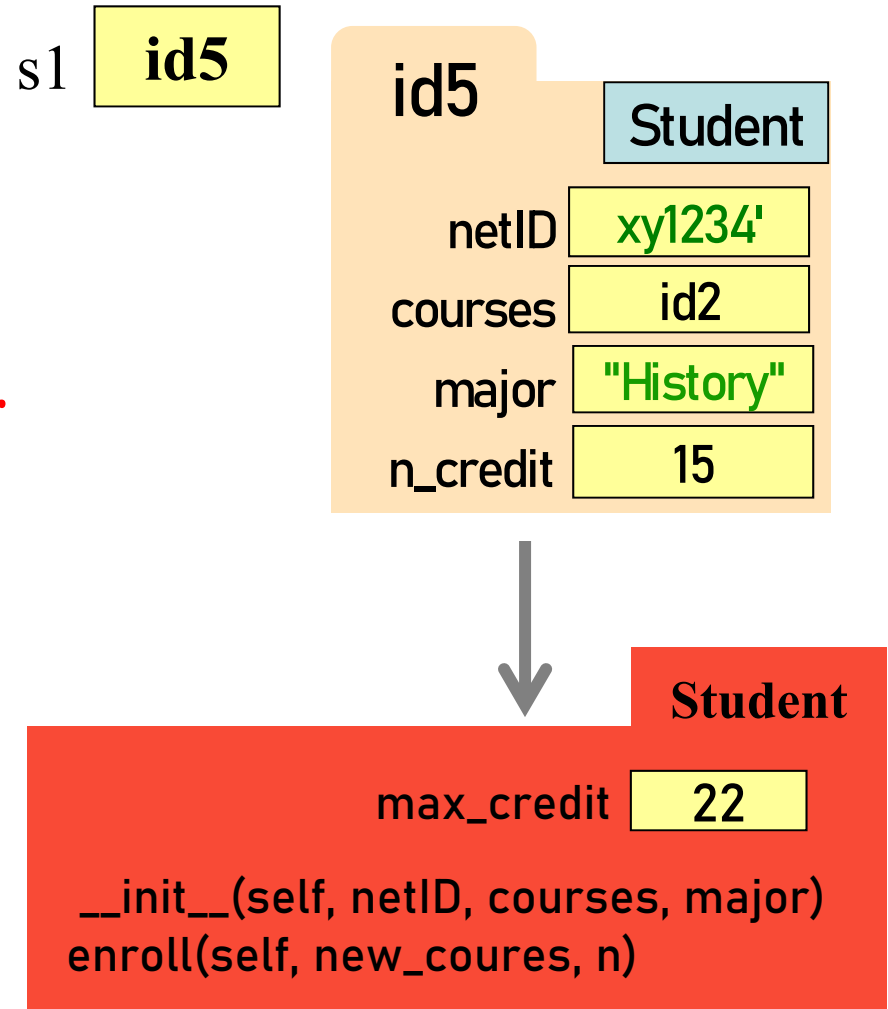 s1 id5
id5
Student
netID xy1234'
courses id2
major "History"
n_credit 15
.
Student
max_credit 22
__init__(self, netID, courses, major)
enroll(self, new_coures, n)